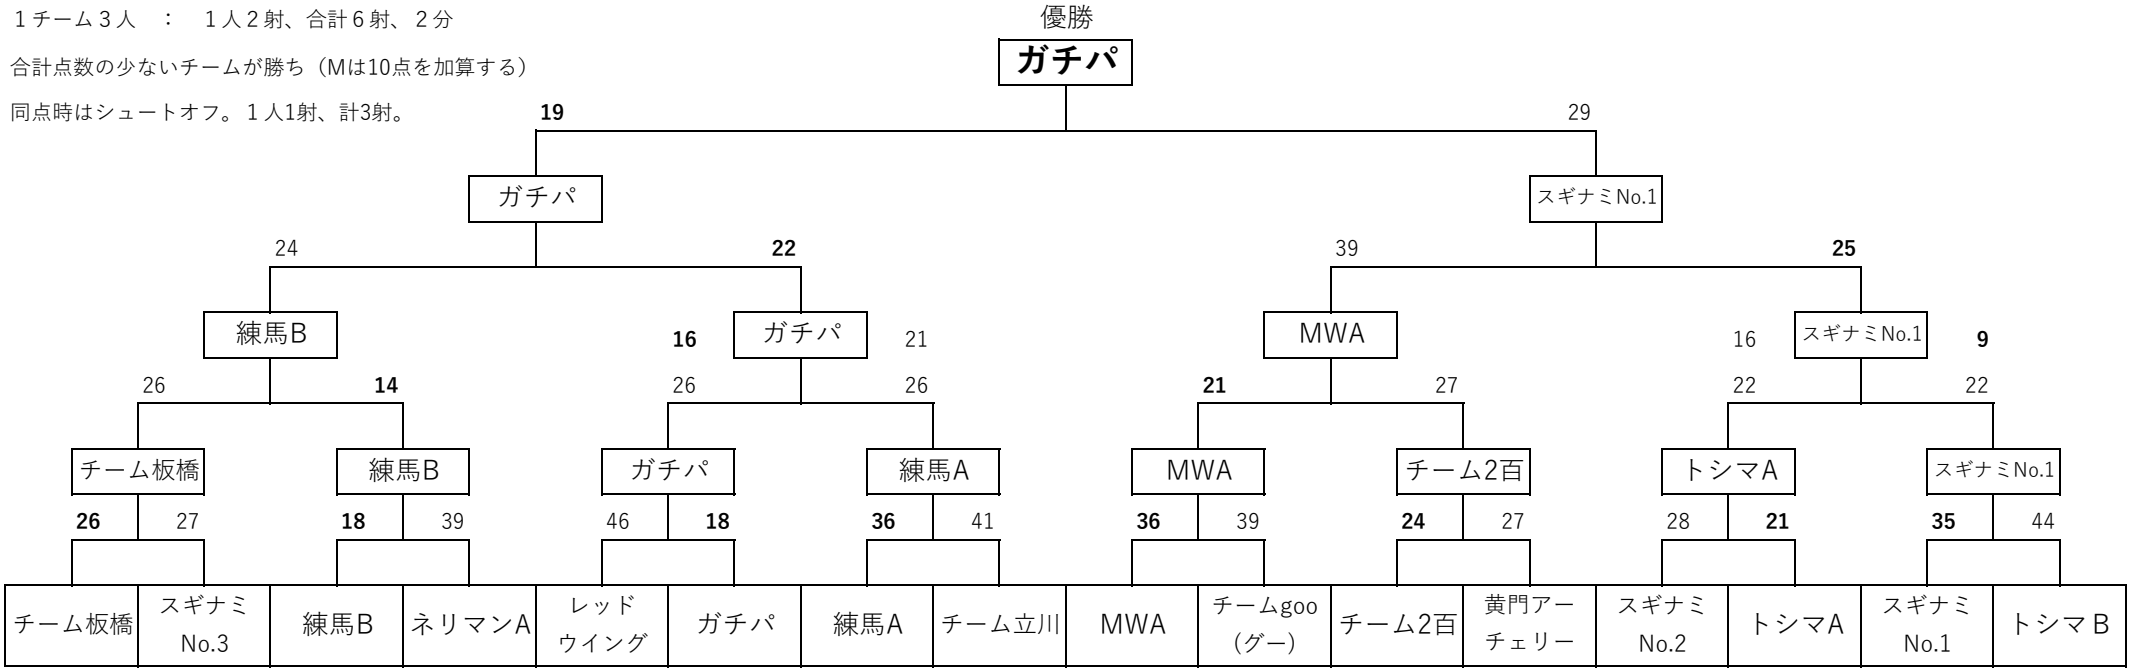 １チーム３人　：　１人２射、合計６射、２分
優勝
ガチパ
合計点数の少ないチームが勝ち（Mは10点を加算する）
同点時はシュートオフ。１人1射、計3射。
19 29
ガチパ スギナミNo.1
24 22 39 25
練馬B ガチパ MWA スギナミNo.1
16 21 16 9
26 14 26 26 21 27 22 22
チーム板橋 練馬B ガチパ 練馬A MWA チーム2百 トシマA スギナミNo.1
26 27 18 39 46 18 36 41 36 39 24 27 28 21 35 44
チーム板橋
スギナミ
No.3
練馬B
ネリマンA
レッド
ウイング
ガチパ
練馬A
チーム立川
MWA
チームgoo
(グー)
チーム2百
黄門アー
チェリー
スギナミ
No.2
トシマA
スギナミ
No.1
トシマＢ